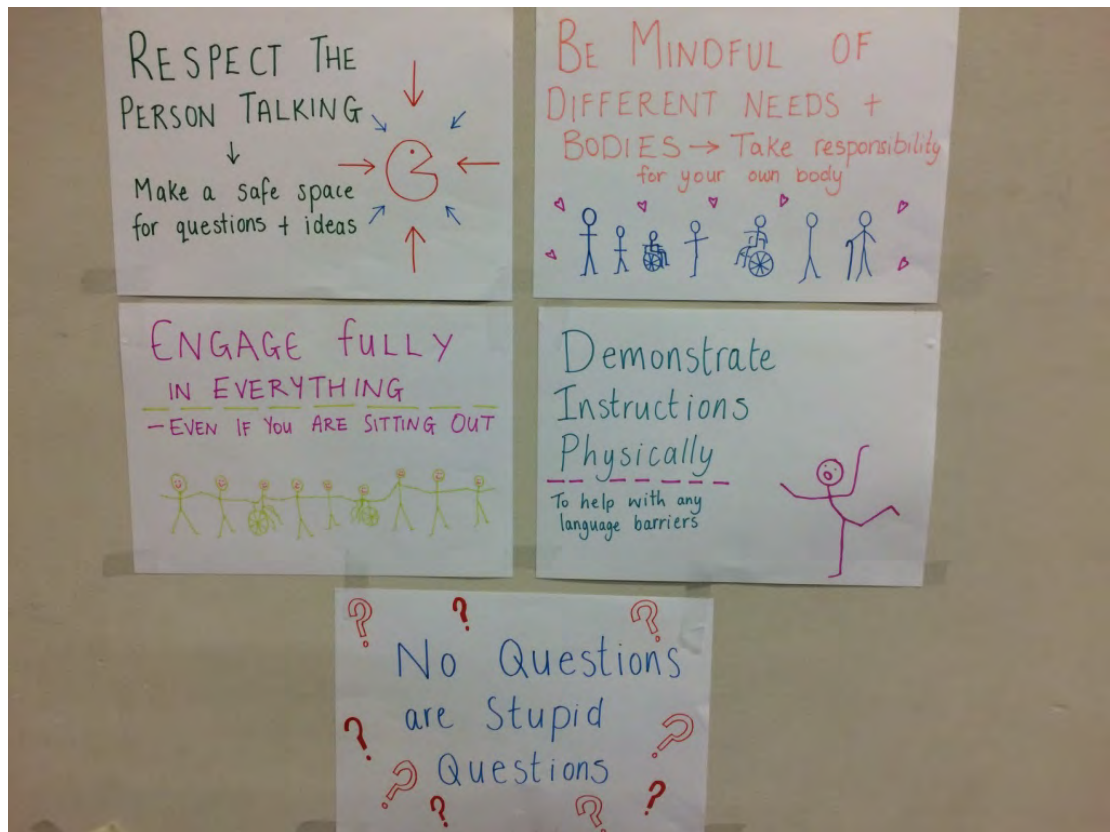 RESPECT THE
PERSON TALKING
↓
Make a safe space
for questions + ideas
BE MINDFUL OF
DIFFERENT NEEDS +
BODIES → Take responsibility
for your own body
ENGAGE fULLY
IN EVERYTHING
- EVEN IF YOU ARE SITTING OUT
Demonstrate
Instructions
Physically
To help with any
language barriers
No Questions
are Stupid
Questions